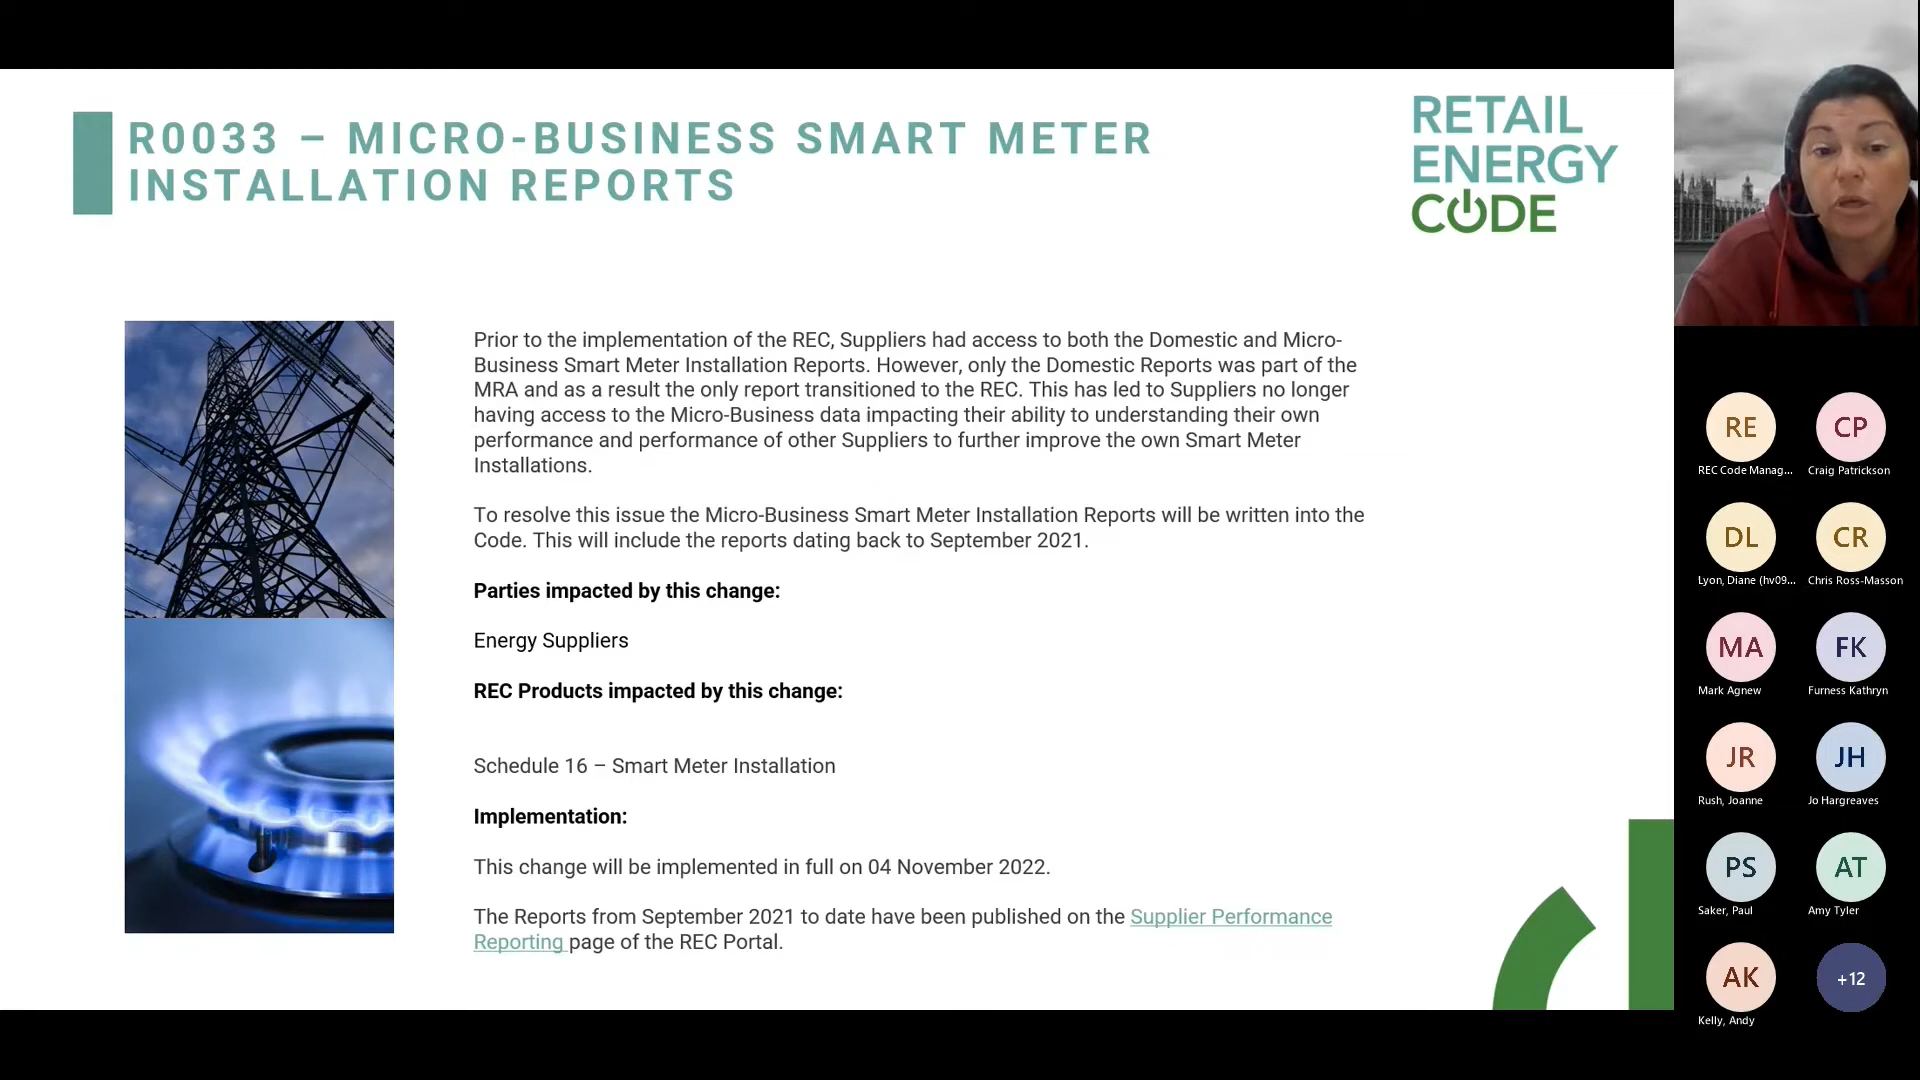 R0033 – MICRO-BUSINESS SMART METER
INSTALLATION REPORTS
RETAIL
ENERGY
CODE
Prior to the implementation of the REC, Suppliers had access to both the Domestic and Micro-
Business Smart Meter Installation Reports. However, only the Domestic Reports was part of the
MRA and as a result the only report transitioned to the REC. This has led to Suppliers no longer
having access to the Micro-Business data impacting their ability to understanding their own
performance and performance of other Suppliers to further improve the own Smart Meter
Installations.
To resolve this issue the Micro-Business Smart Meter Installation Reports will be written into the
Code. This will include the reports dating back to September 2021.
Parties impacted by this change:
Energy Suppliers
REC Products impacted by this change:
Schedule 16 – Smart Meter Installation
Implementation:
This change will be implemented in full on 04 November 2022.
The Reports from September 2021 to date have been published on the Supplier Performance
Reporting page of the REC Portal.
RE
REC Code Manag...
CP
Craig Patrickson
DL
Lyon, Diane (hv09...
CR
Chris Ross-Masson
MA
Mark Agnew
FK
Furness Kathryn
JR
Rush, Joanne
JH
Jo Hargreaves
PS
Saker, Paul
AT
Amy Tyler
AK
Kelly, Andy
+12